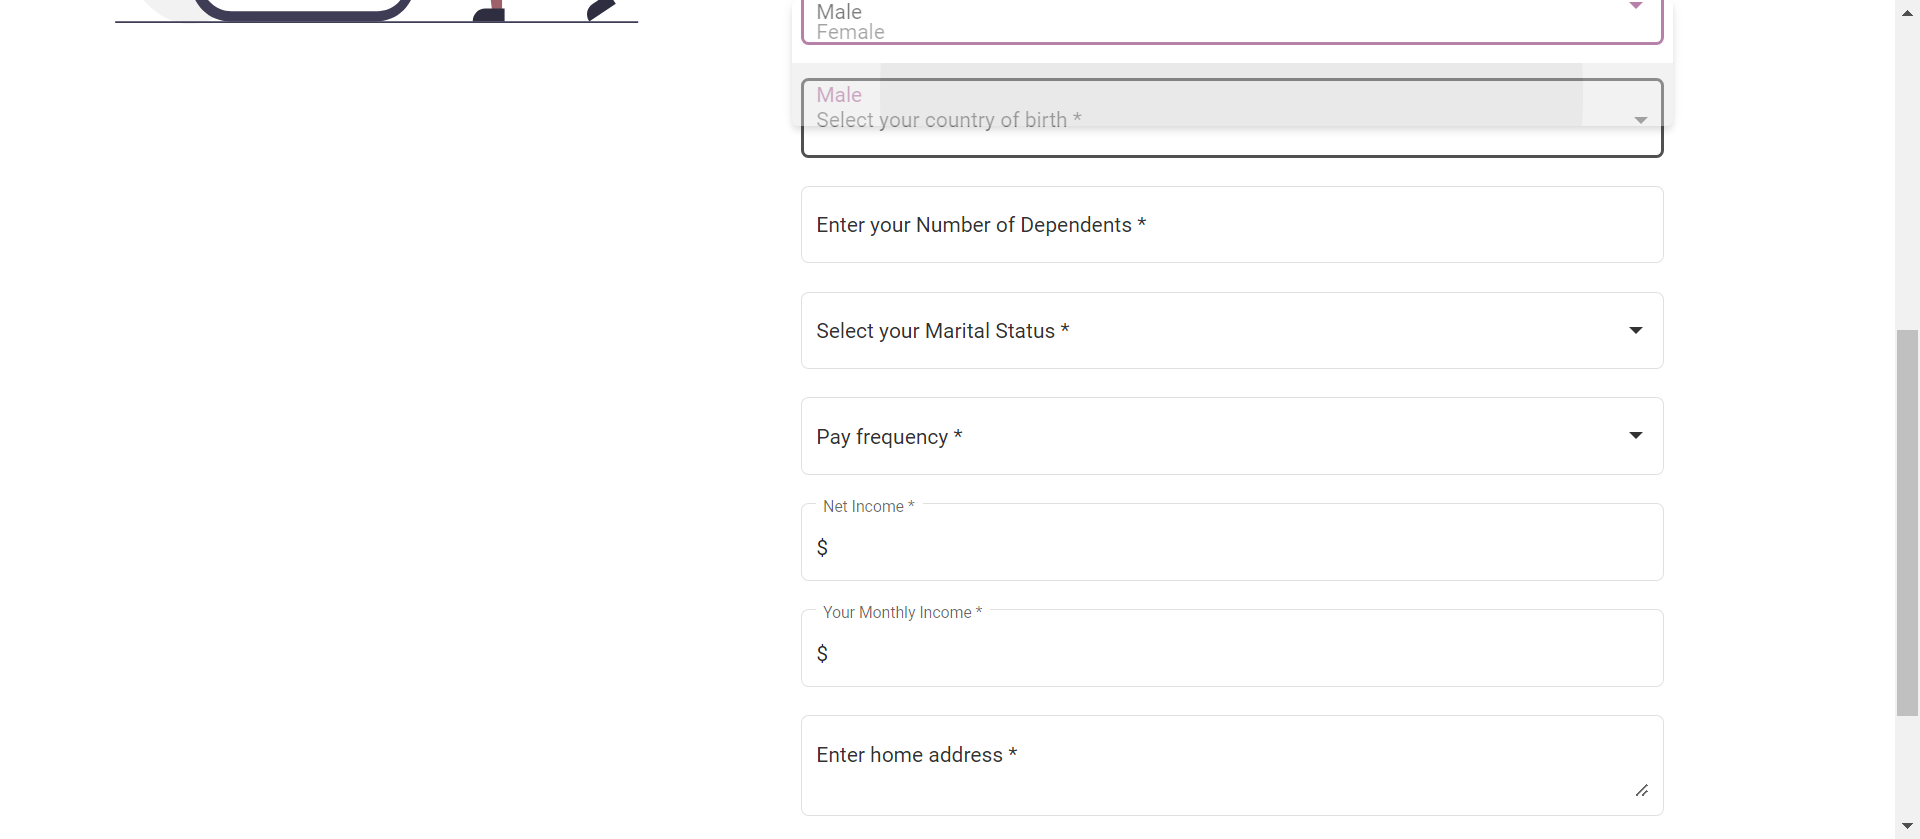 Male
Female
Male
Select your country of birth *
Enter your Number of Dependents *
Select your Marital Status *
Pay frequency *
Net Income *
$
Your Monthly Income *
$
Enter home address *